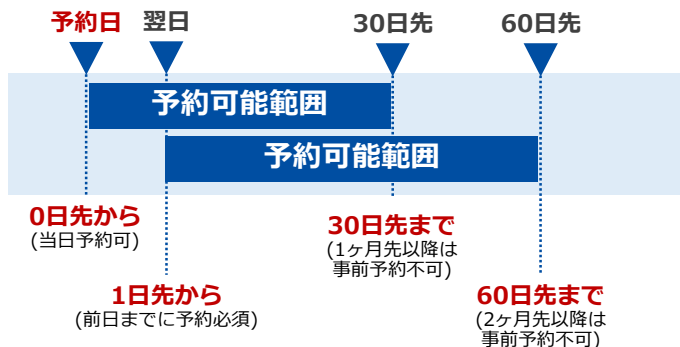 予約日
翌日
30日先
60日先
予約可能範囲
予約可能範囲
0日先から
(当日予約可)
30日先まで
(1ヶ月先以降は
事前予約不可)
1日先から
(前日までに予約必須)
60日先まで
(2ヶ月先以降は
事前予約不可)